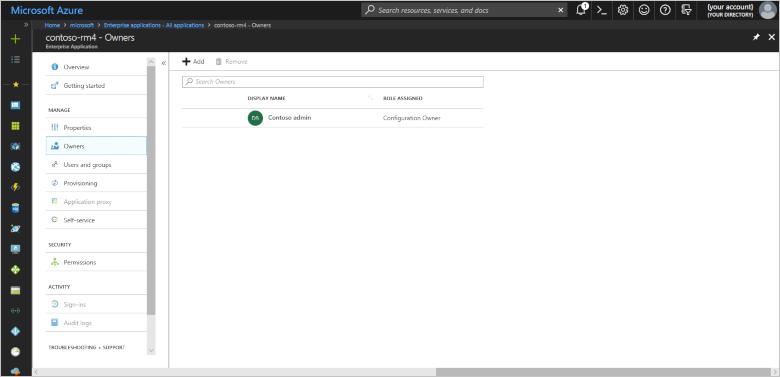 Microsoft Azure
Search resources, services, and docs
1
{your account}
{YOUR DIRECTORY}
Home > microsoft > Enterprise applications - All applications > contoso-rm4 - Owners
contoso-rm4 - Owners
Enterprise Application
Overview
Getting started
MANAGE
Properties
Owners
Users and groups
Provisioning
Application proxy
Self-service
SECURITY
Permissions
ACTIVITY
Sign-ins
Audit logs
TROUBLESHOOTING + SUPPORT
Add
Remove
Search Owners
DISPLAY NAME
ROLE ASSIGNED
DS
Contoso admin
Configuration Owner